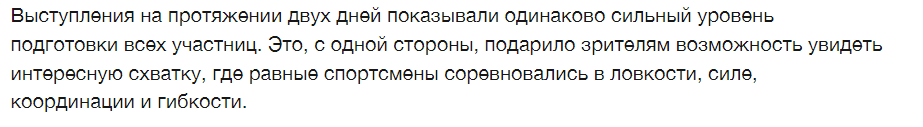 Выступления на протяжении двух дней показывали одинаково сильный уровень
подготовки всех участниц. Это, с одной стороны, подарило зрителям возможность увидеть
интересную схватку, где равные спортсмены соревновались в ловкости, силе,
координации и гибкости.